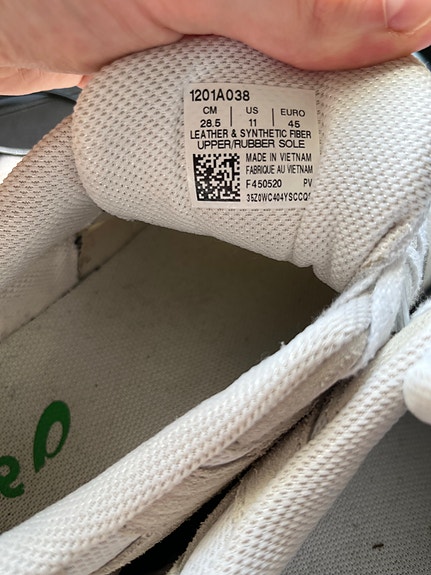 1201A038
CM US EURO
28.5 11 45
LEATHER & SYNTHETIC FIBER
UPPER/RUBBER SOLE
MADE IN VIETNAM
FABRIQUE AU VIETNAM
F450520 PV